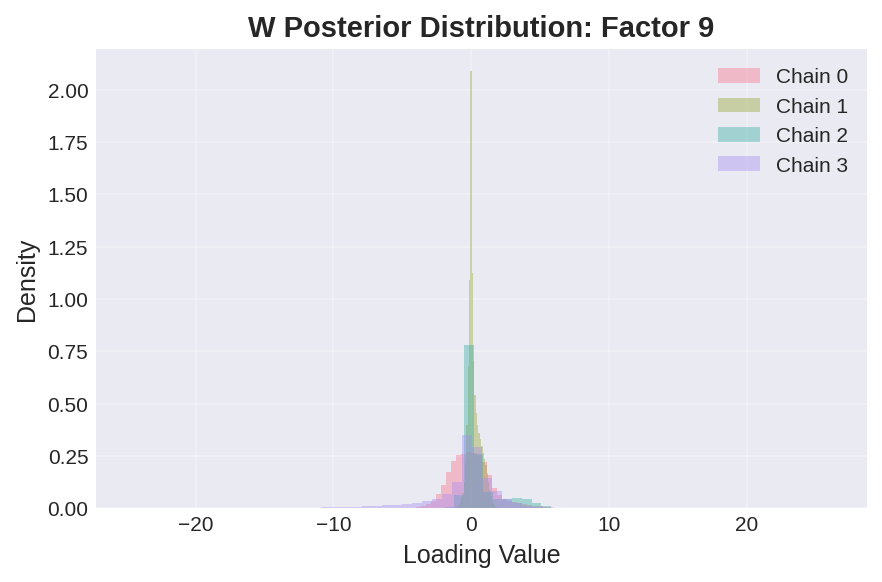 W Posterior Distribution: Factor 9
Chain 0
Chain 1
Chain 2
Chain 3
2.00
1.75
1.50
1.25
1.00
0.75
0.50
0.25
0.00
Density
−20
−10
0
10
20
Loading Value